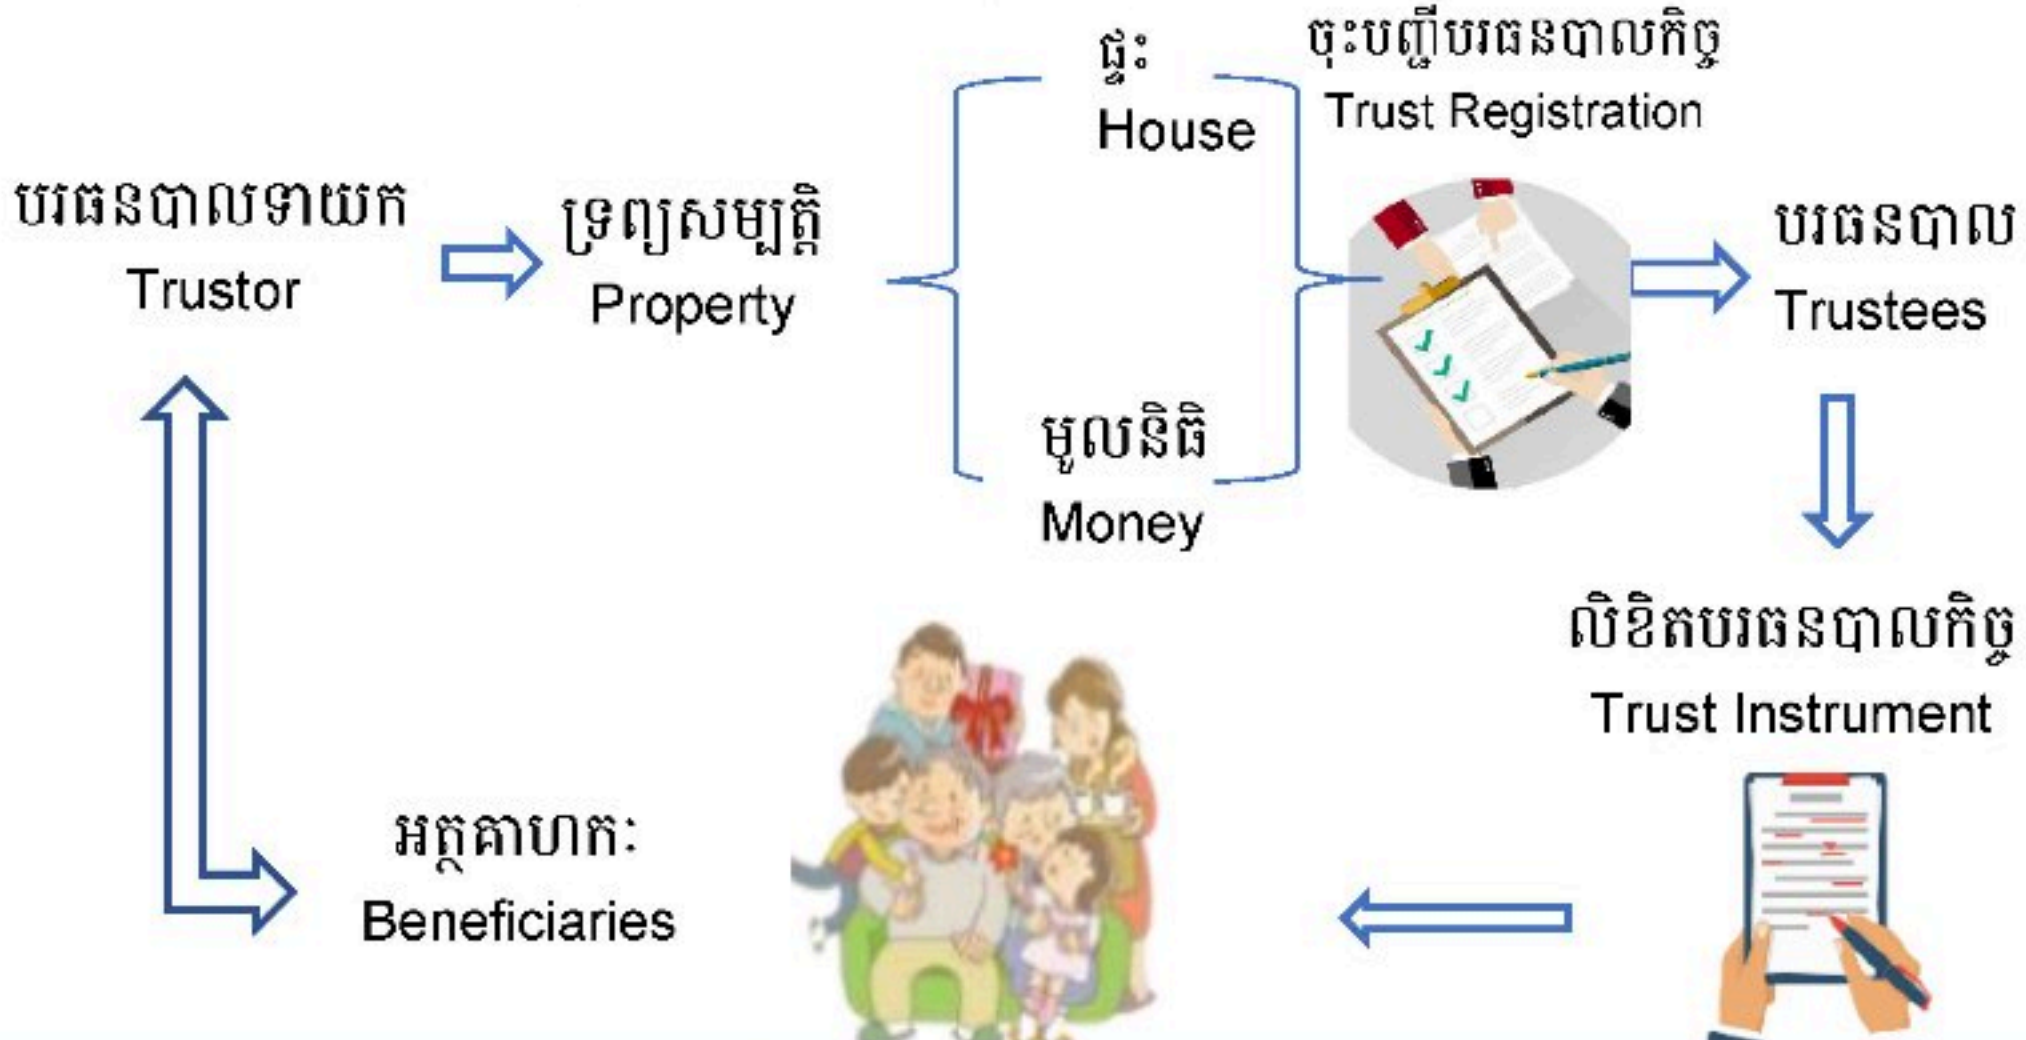 ផ្ទះ
House
ចុះបញ្ជីបរធនបាលកិច្ច
Trust Registration
បរធនបាលទាយក
Trustor
ទ្រព្យសម្បត្តិ
Property
បរធនបាល
Trustees
មូលនិធិ
Money
លិខិតបរធនបាលកិច្ច
Trust Instrument
អត្ថគាហកៈ
Beneficiaries